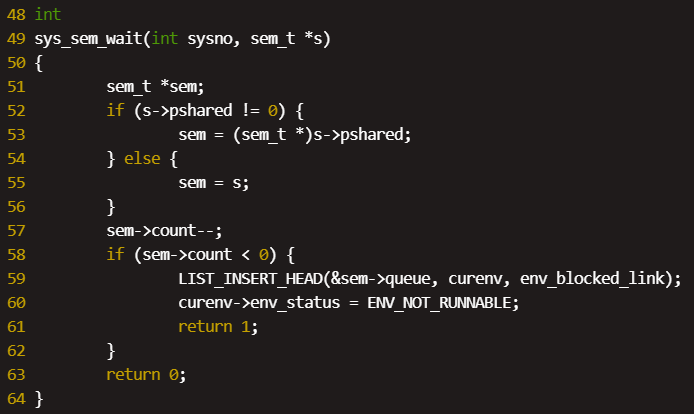 48 int
49 sys_sem_wait(int sysno, sem_t *s)
50 {
51         sem_t *sem;
52         if (s->pshared != 0) {
53                 sem = (sem_t *)s->pshared;
54         } else {
55                 sem = s;
56         }
57         sem->count--;
58         if (sem->count < 0) {
59                 LIST_INSERT_HEAD(&sem->queue, curenv, env_blocked_link);
60                 curenv->env_status = ENV_NOT_RUNNABLE;
61                 return 1;
62         }
63         return 0;
64 }